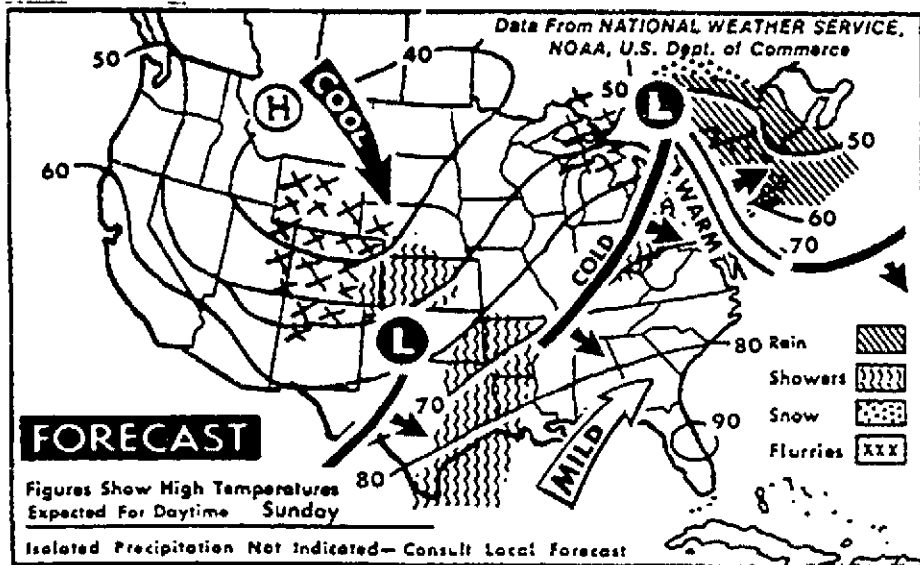 Data From NATIONAL WEATHER SERVICE,
NOAA, U.S. Dept. of Commerce
50
40
50
H
COOL
L
50
60
WARM
60
70
COLD
L
80
Rain
Showers
70
Snow
90
FORECAST
Flurries XXX
80
MILD
Figures Show High Temperatures
Expected For Daytime Sunday
Isolated Precipitation Not Indicated—Consult Local Forecast